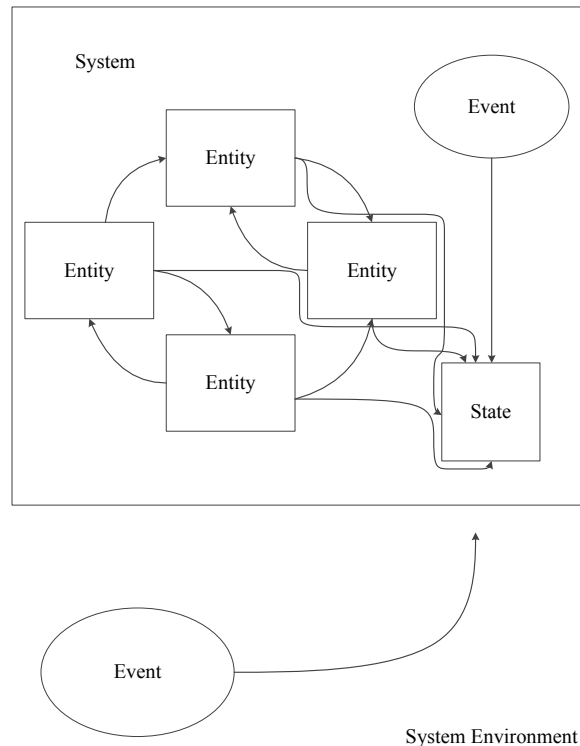 System
Event
Entity
Entity
Entity
Entity
State
Event
System Environment